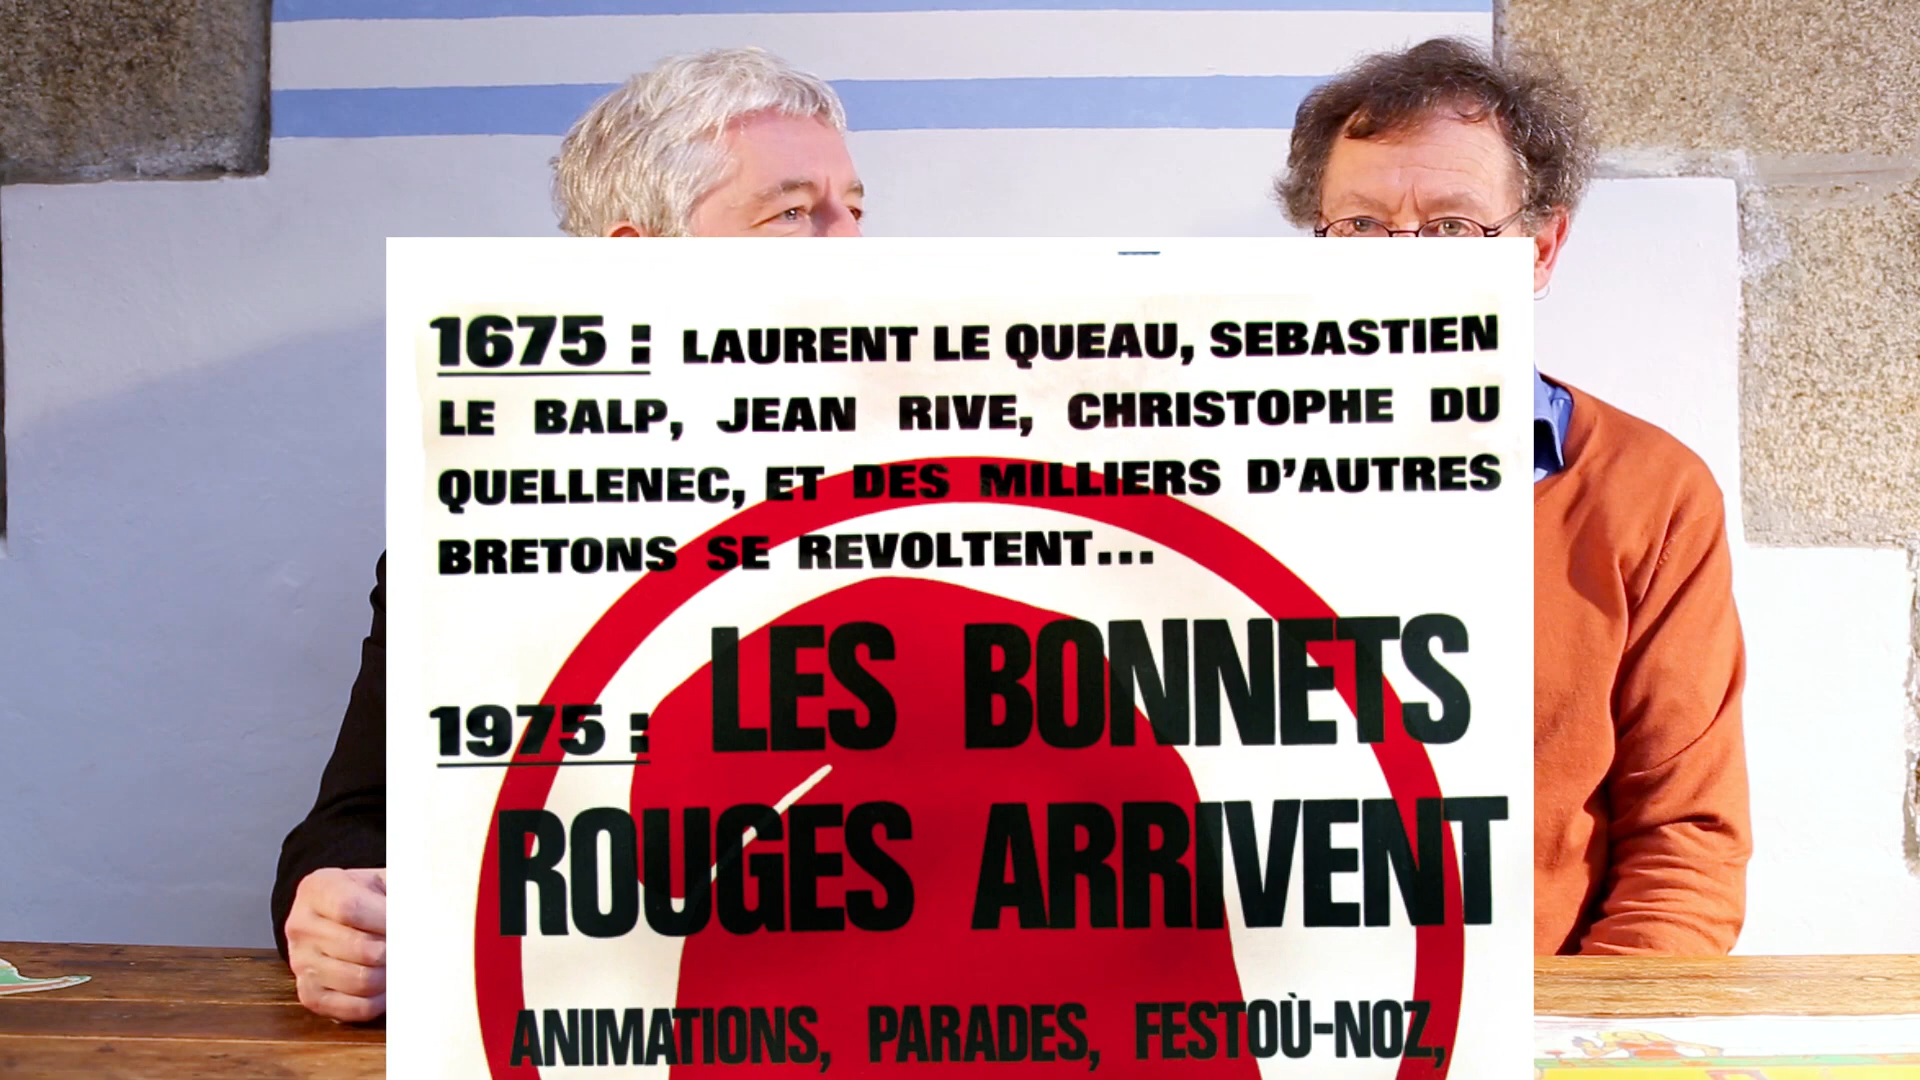 1675 : LAURENT LE QUEAU, SEBASTIEN
LE BALP, JEAN RIVE, CHRISTOPHE DU
QUELLENEC, ET DES MILLIERS D'AUTRES
BRETONS SE REVOLTENT...
1975 : LES BONNETS
ROUGES ARRIVENT
ANIMATIONS, PARADES, FESTOÙ-NOZ,